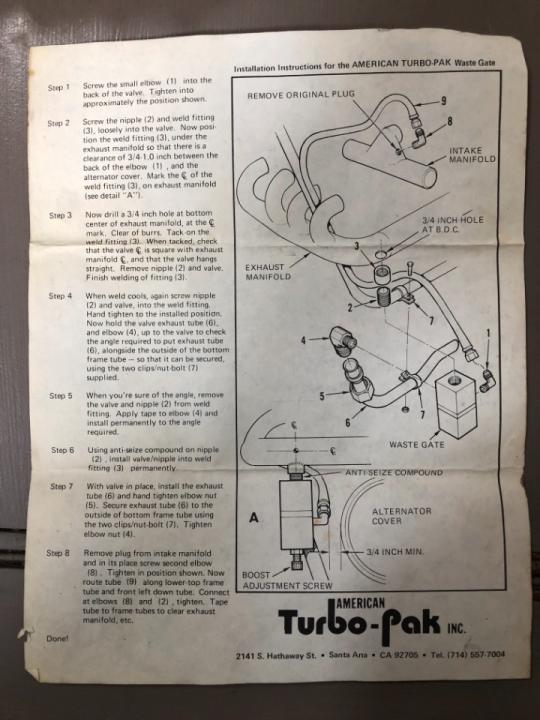 Installation Instructions for the AMERICAN TURBO-PAK Waste Gate
Step 1 Screw the small elbow (1) into the
back of the valve. Tighten into
approximately the position shown.
Step 2 Screw the nipple (2) and weld fitting
(3), loosely into the valve. Now posi-
tion the weld fitting (3), under the
exhaust manifold so that there is a
clearance of 3/4-1.0 inch between the
back of the elbow (1) , and the
alternator cover. Mark the ℄ of the
weld fitting (3), on exhaust manifold
(see detail "A").
Step 3 Now drill a 3/4 inch hole at bottom
center of exhaust manifold, at the ℄
mark. Clear of burrs. Tack on the
weld fitting (3). When tacked, check
that the valve ℄ is square with exhaust
manifold ℄, and that the valve hangs
straight. Remove nipple (2) and valve.
Finish welding of fitting (3).
Step 4 When weld cools, again screw nipple
(2) and valve, into the weld fitting.
Hand tighten to the installed position.
Now hold the valve exhaust tube (6),
and elbow (4), up to the valve to check
the angle required to put exhaust tube
(6), alongside the outside of the bottom
frame tube – so that it can be secured,
using the two clips/nut-bolt (7)
supplied.
Step 5 When you're sure of the angle, remove
the valve and nipple (2) from weld
fitting. Apply tape to elbow (4) and
install permanently to the angle
required.
Step 6 Using anti-seize compound on nipple
(2) , install valve/nipple into weld
fitting (3) permanently.
Step 7 With valve in place, install the exhaust
tube (6) and hand tighten elbow nut
(5). Secure exhaust tube (6) to the
outside of bottom frame tube using
the two clips/nut-bolt (7). Tighten
elbow nut (4).
Step 8 Remove plug from intake manifold
and in its place screw second elbow
(8) . Tighten in position shown. Now
route tube (9) along lower-top frame
tube and front left down tube. Connect
at elbows (8) and (2) , tighten. Tape
tube to frame tubes to clear exhaust
manifold, etc.
Done!
REMOVE ORIGINAL PLUG
9
8
INTAKE
MANIFOLD
3/4 INCH HOLE
AT B.D.C.
3
EXHAUST
MANIFOLD
2
7
4
1
5
6
7
WASTE GATE
℄
℄
ANTI-SEIZE COMPOUND
A
ALTERNATOR
COVER
3/4 INCH MIN.
BOOST
ADJUSTMENT SCREW
AMERICAN
Turbo-Pak INC.
2141 S. Hathaway St. • Santa Ana • CA 92705 • Tel. (714) 557-7004